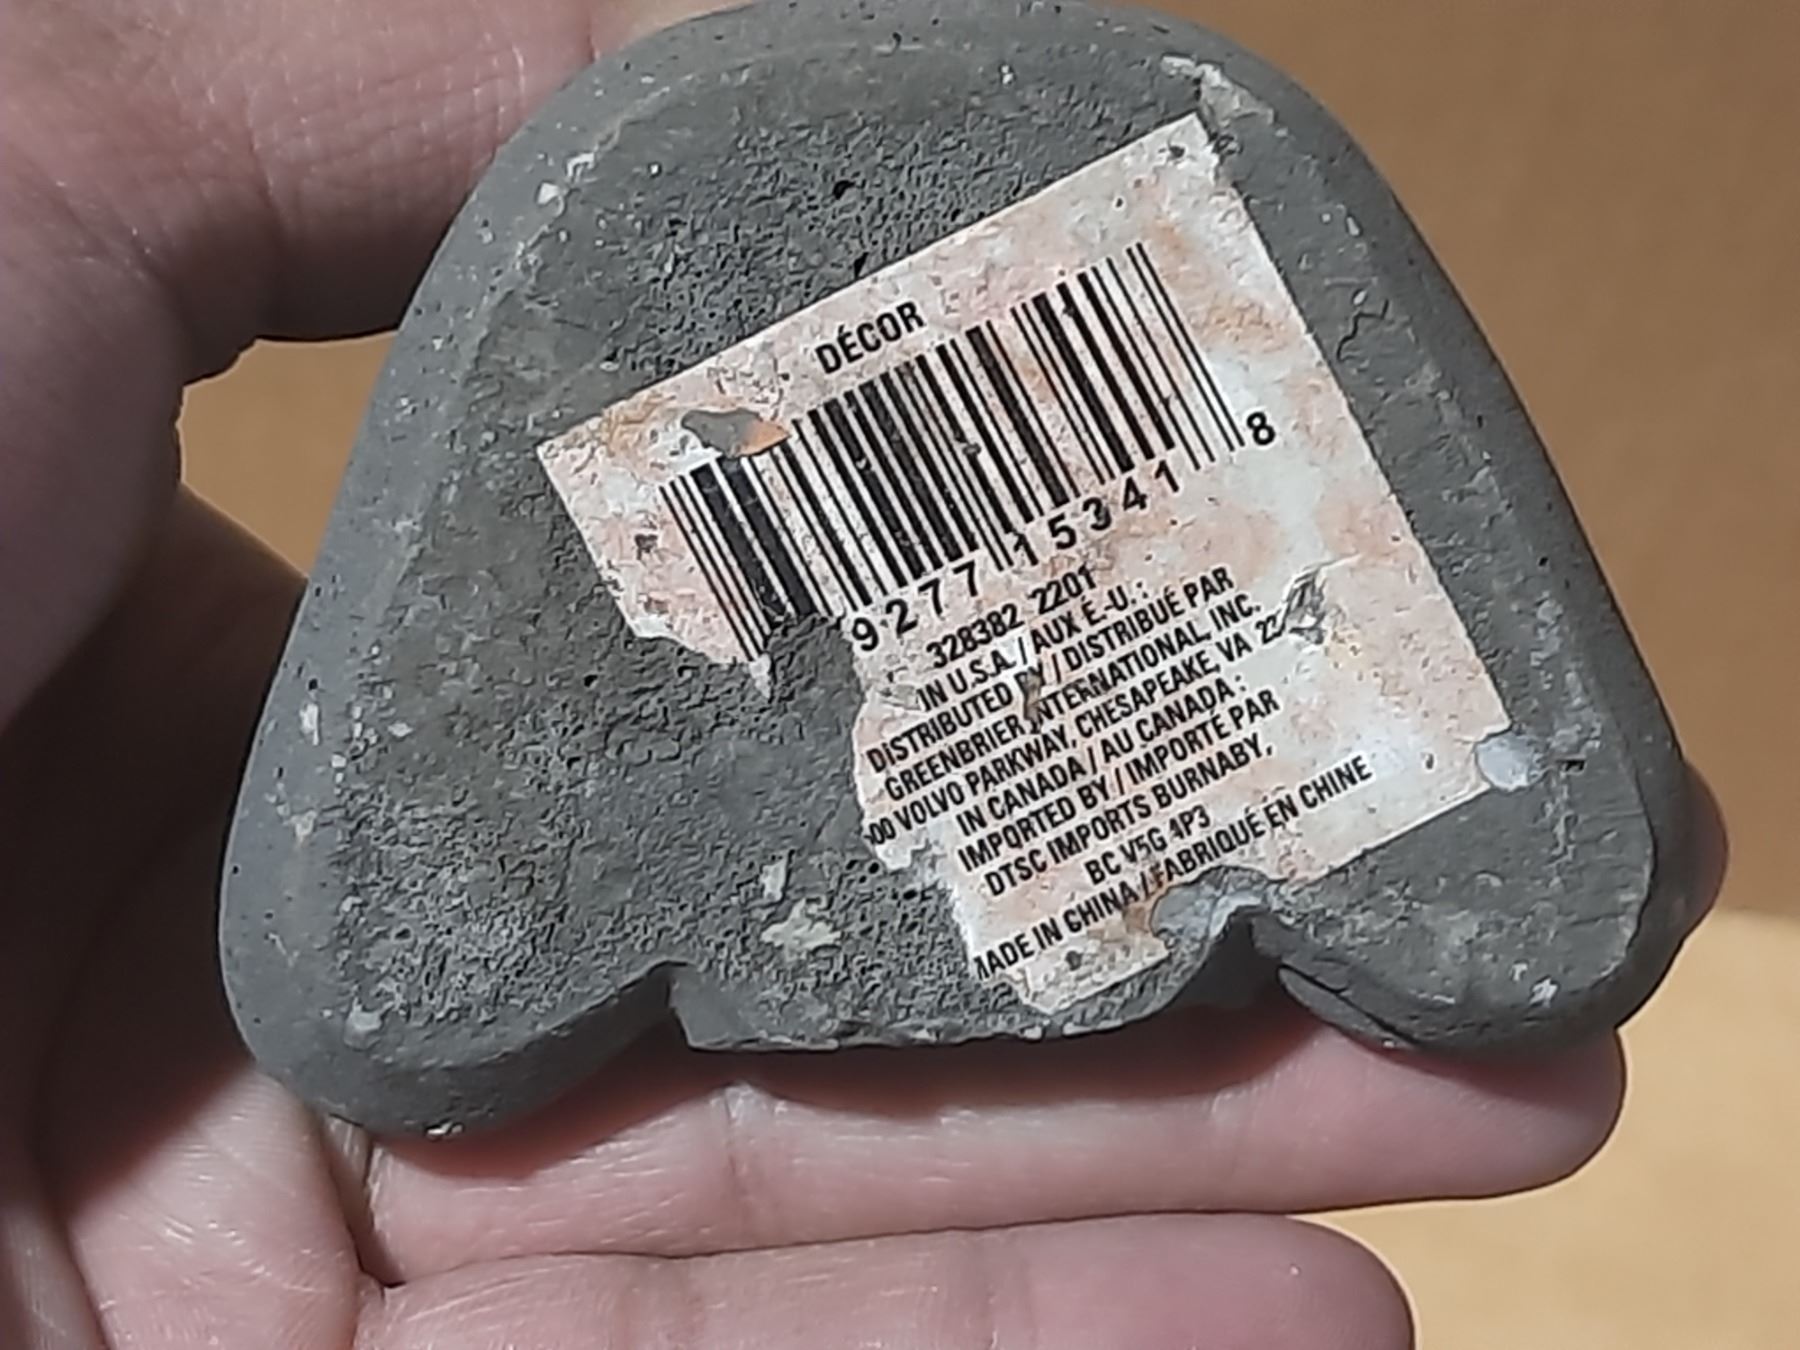 DÉCOR
9277 15341 8
328382 2201
IN U.S.A. / AUX É.-U. :
DISTRIBUTED BY / DISTRIBUÉ PAR
GREENBRIER INTERNATIONAL, INC.
00 VOLVO PARKWAY, CHESAPEAKE, VA
IN CANADA / AU CANADA :
IMPORTED BY / IMPORTÉ PAR
DTSC IMPORTS BURNABY,
BC V5G 4P3
MADE IN CHINA / FABRIQUÉ EN CHINE